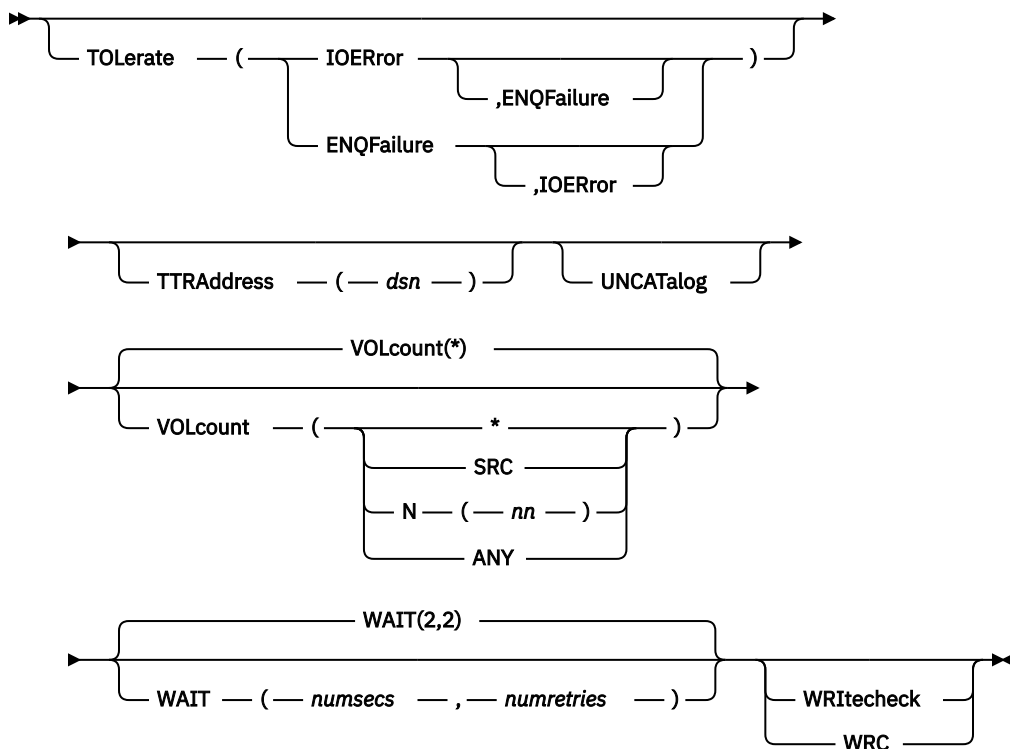 TOLerate ( IOERror )
,ENQFailure
ENQFailure
,IOERror
TTRAddress ( dsn ) UNCATalog
VOLcount(*)
VOLcount ( * )
SRC
N ( nn )
ANY
WAIT(2,2)
WAIT ( numsecs , numretries ) WRItecheck
WRC